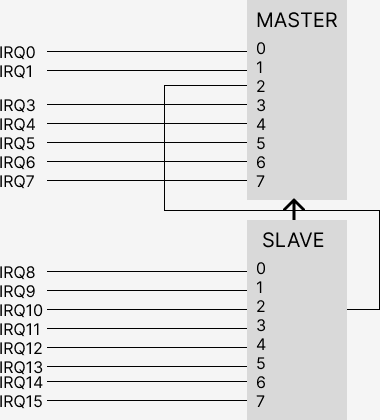 MASTER
IRQ0 0
IRQ1 1
2
IRQ3 3
IRQ4 4
IRQ5 5
IRQ6 6
IRQ7 7
SLAVE
IRQ8 0
IRQ9 1
IRQ10 2
IRQ11 3
IRQ12 4
IRQ13 5
IRQ14 6
IRQ15 7